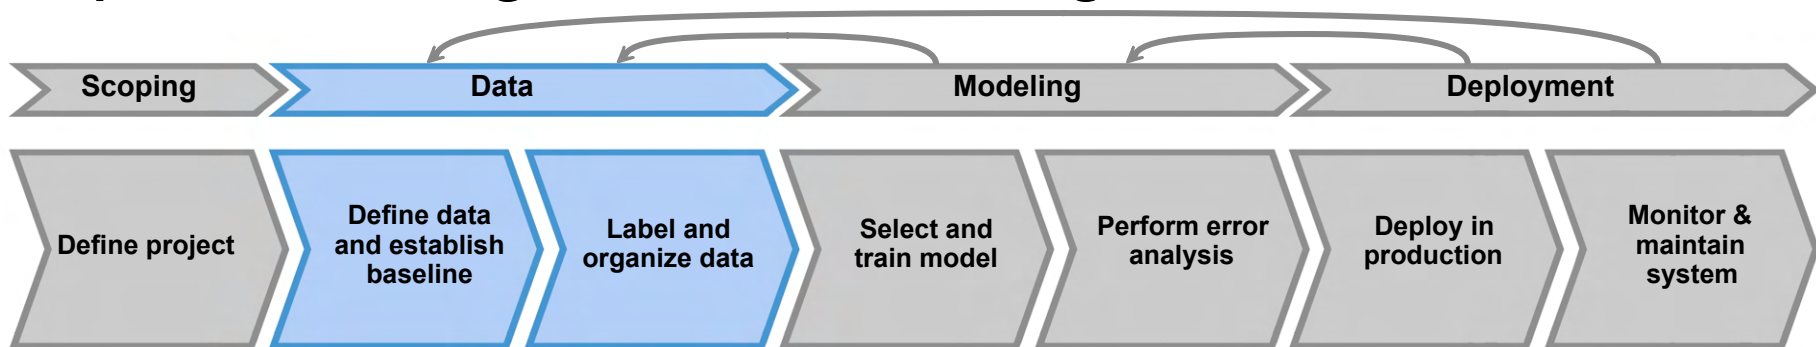 Scoping
Data
Modeling
Deployment
Define project
Define data
and establish
baseline
Label and
organize data
Select and
train model
Perform error
analysis
Deploy in
production
Monitor &
maintain
system